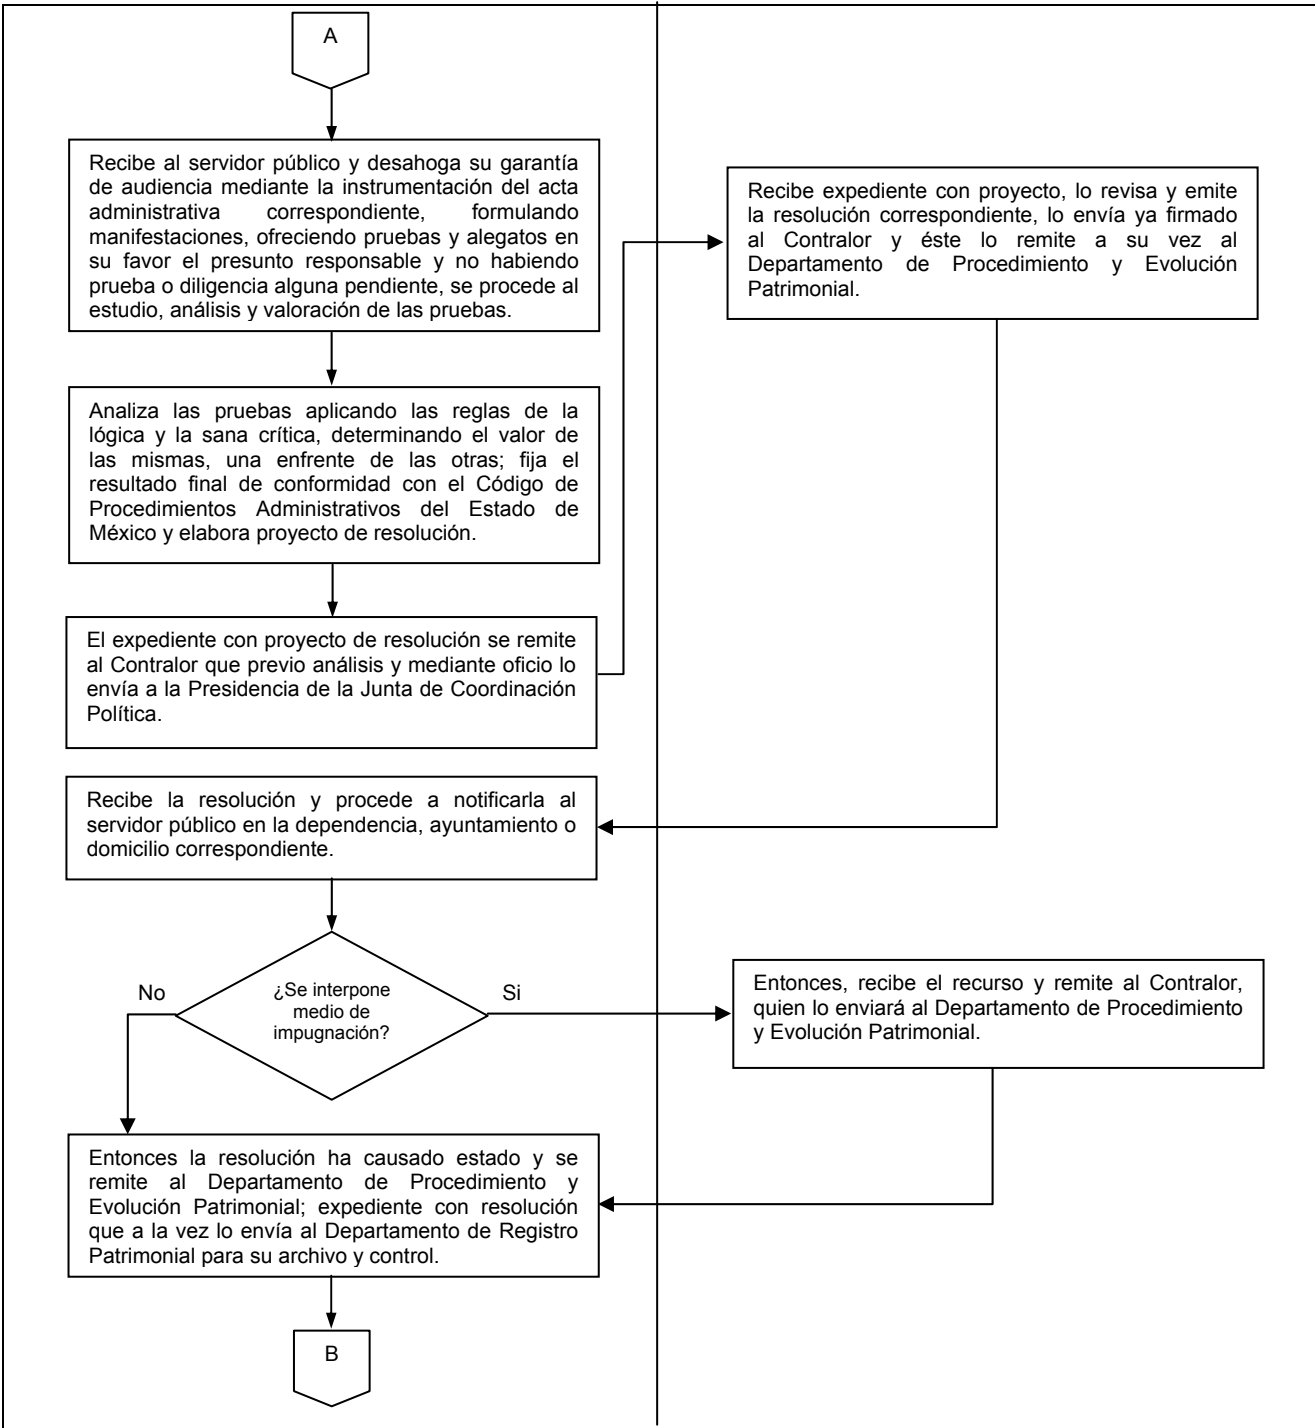 A
Recibe al servidor público y desahoga su garantía
de audiencia mediante la instrumentación del acta
administrativa correspondiente, formulando
manifestaciones, ofreciendo pruebas y alegatos en
su favor el presunto responsable y no habiendo
prueba o diligencia alguna pendiente, se procede al
estudio, análisis y valoración de las pruebas.
Recibe expediente con proyecto, lo revisa y emite
la resolución correspondiente, lo envía ya firmado
al Contralor y éste lo remite a su vez al
Departamento de Procedimiento y Evolución
Patrimonial.
Analiza las pruebas aplicando las reglas de la
lógica y la sana crítica, determinando el valor de
las mismas, una enfrente de las otras; fija el
resultado final de conformidad con el Código de
Procedimientos Administrativos del Estado de
México y elabora proyecto de resolución.
El expediente con proyecto de resolución se remite
al Contralor que previo análisis y mediante oficio lo
envía a la Presidencia de la Junta de Coordinación
Política.
Recibe la resolución y procede a notificarla al
servidor público en la dependencia, ayuntamiento o
domicilio correspondiente.
¿Se interpone
medio de
impugnación?
No
Si
Entonces, recibe el recurso y remite al Contralor,
quien lo enviará al Departamento de Procedimiento
y Evolución Patrimonial.
Entonces la resolución ha causado estado y se
remite al Departamento de Procedimiento y
Evolución Patrimonial; expediente con resolución
que a la vez lo envía al Departamento de Registro
Patrimonial para su archivo y control.
B